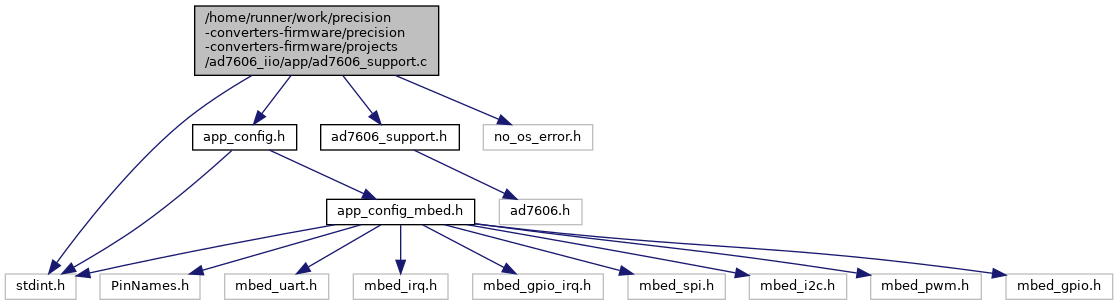 /home/runner/work/precision
-converters-firmware/precision
-converters-firmware/projects
/ad7606_iio/app/ad7606_support.c
app_config.h
ad7606_support.h
no_os_error.h
app_config_mbed.h
ad7606.h
stdint.h
PinNames.h
mbed_uart.h
mbed_irq.h
mbed_gpio_irq.h
mbed_spi.h
mbed_i2c.h
mbed_pwm.h
mbed_gpio.h